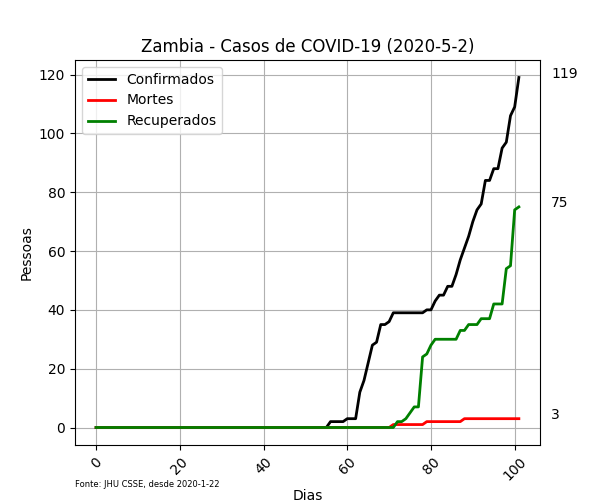 Zambia - Casos de COVID-19 (2020-5-2)
Confirmados
Mortes
Recuperados
Pessoas
120
100
80
60
40
20
0
119
75
3
0
20
40
60
80
100
Fonte: JHU CSSE, desde 2020-1-22
Dias